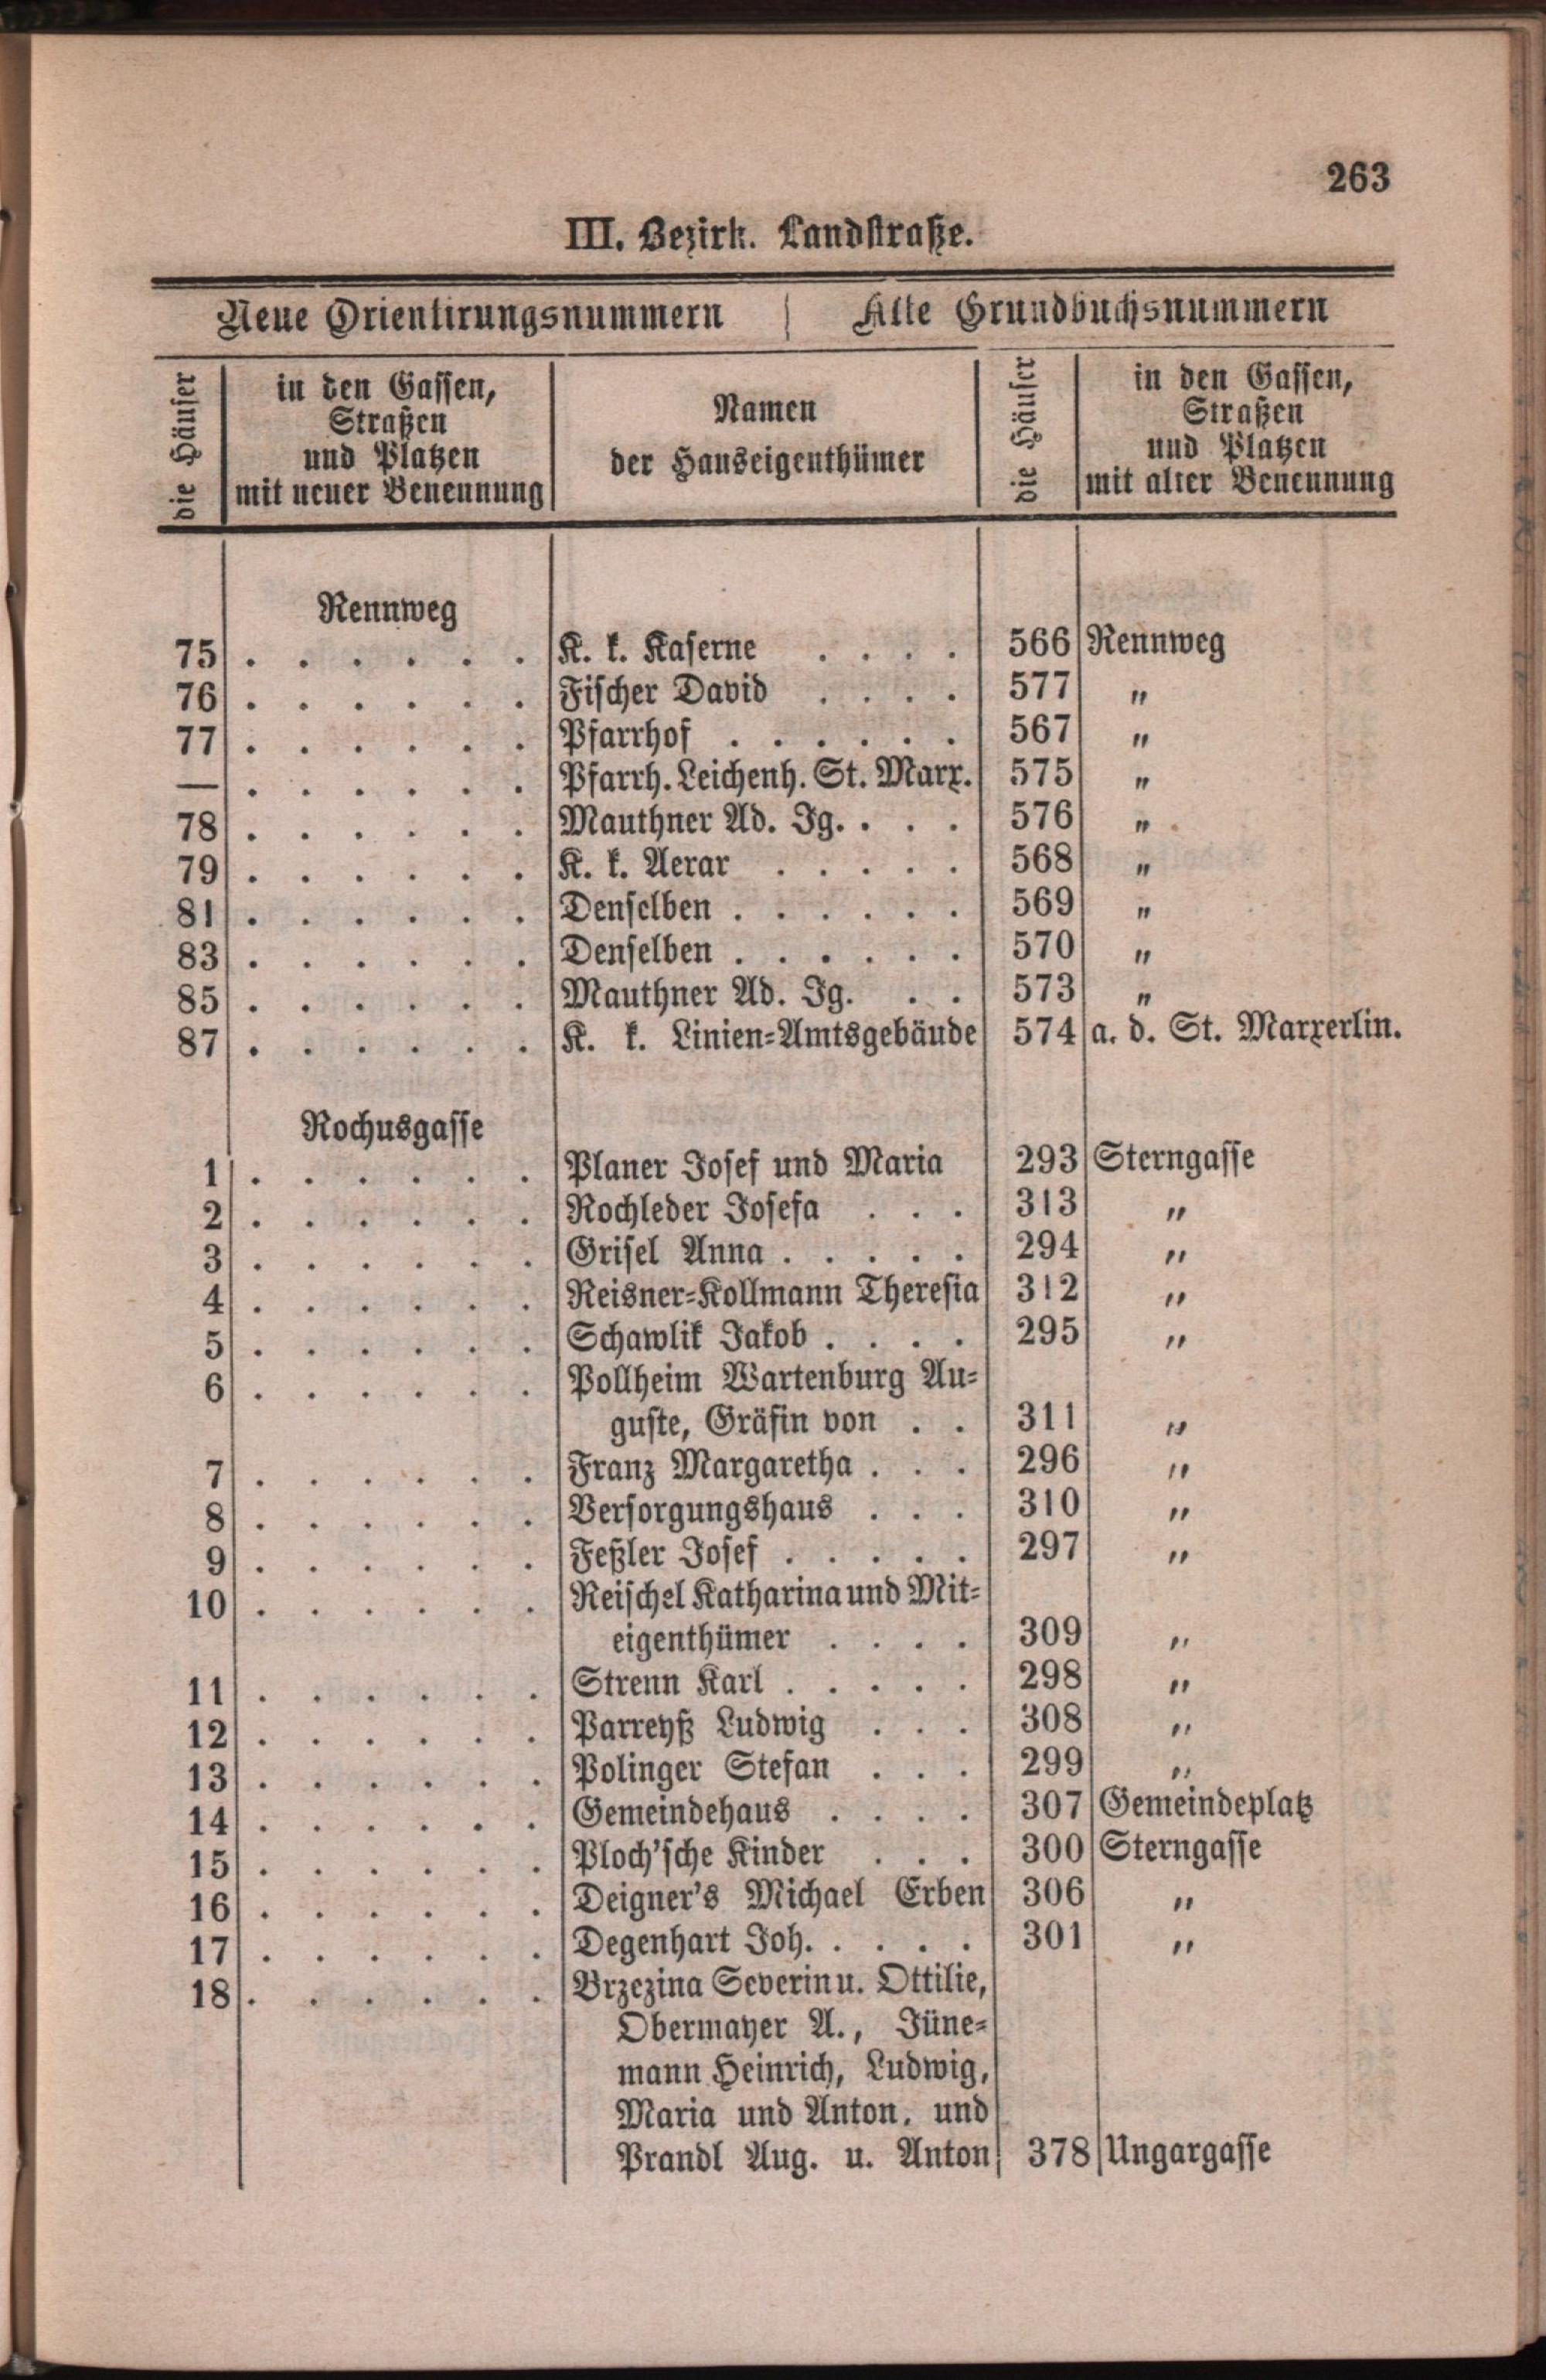 263
III. Bezirk. Landstraße.
Neue Orientirungsnummern | Alte Grundbuchsnummern
die Häuser
in den Gassen,
Straßen
und Platzen
mit neuer Benennung
Namen
der Hauseigenthümer
die Häuser
in den Gassen,
Straßen
und Platzen
mit alter Benennung
Rennweg
75 . . . . . . K. k. Kaserne . . . . 566 Rennweg
76 . . . . . . Fischer David . . . . 577 „
77 . . . . . . Pfarrhof . . . . . . 567 „
— . . . . . . Pfarrh. Leichenh. St. Marx. 575 „
78 . . . . . . Mauthner Ad. Ig. . . . 576 „
79 . . . . . . K. k. Aerar . . . . . 568 „
81 . . . . . . Denselben . . . . . . 569 „
83 . . . . . . Denselben . . . . . . 570 „
85 . . . . . . Mauthner Ad. Ig. . . 573 „
87 . . . . . . K. k. Linien-Amtsgebäude 574 a. d. St. Marxerlin.
Rochusgasse
1 . . . . . . Planer Josef und Maria 293 Sterngasse
2 . . . . . . Rochleder Josefa . . . 313 „
3 . . . . . . Grisel Anna . . . . . 294 „
4 . . . . . . Reisner-Kollmann Theresia 312 „
5 . . . . . . Schawlik Jakob . . . . 295 „
6 . . . . . . Pollheim Wartenburg Au-
guste, Gräfin von . . 311 „
7 . . . . . . Franz Margaretha . . . 296 „
8 . . . . . . Versorgungshaus . . . 310 „
9 . . . . . . Feßler Josef . . . . . 297 „
10 . . . . . . Reischel Katharina und Mit-
eigenthümer . . . . 309 „
11 . . . . . . Strenn Karl . . . . . 298 „
12 . . . . . . Parreyß Ludwig . . . 308 „
13 . . . . . . Polinger Stefan . . . 299 „
14 . . . . . . Gemeindehaus . . . . 307 Gemeindeplatz
15 . . . . . . Ploch'sche Kinder . . . 300 Sterngasse
16 . . . . . . Deigner's Michael Erben 306 „
17 . . . . . . Degenhart Joh. . . . . 301 „
18 . . . . . . Brzezina Severin u. Ottilie,
Obermayer A., Jüne-
mann Heinrich, Ludwig,
Maria und Anton, und
Prandl Aug. u. Anton 378 Ungargasse